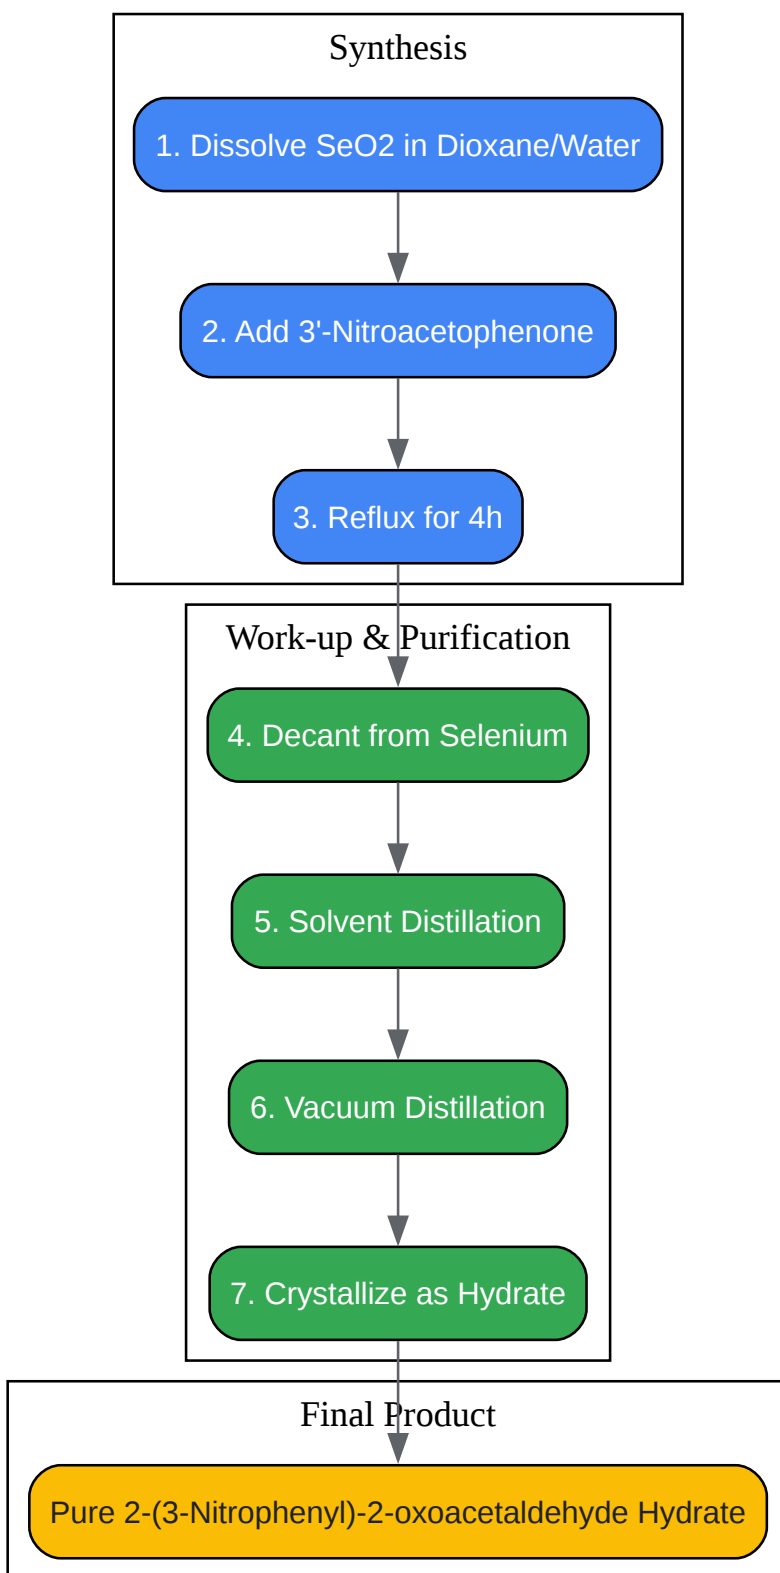 Synthesis
1. Dissolve SeO2 in Dioxane/Water
2. Add 3'-Nitroacetophenone
3. Reflux for 4h
Work-up & Purification
4. Decant from Selenium
5. Solvent Distillation
6. Vacuum Distillation
7. Crystallize as Hydrate
Final Product
Pure 2-(3-Nitrophenyl)-2-oxoacetaldehyde Hydrate